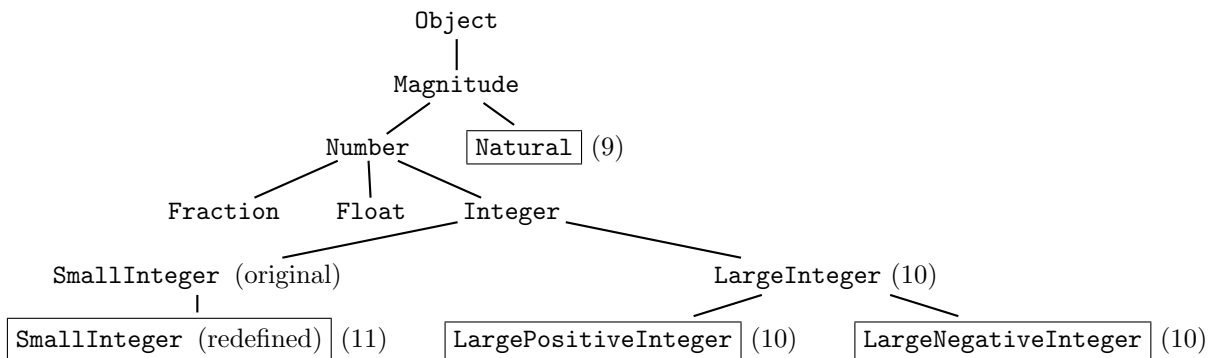 Object
Magnitude
Number Natural (9)
Fraction Float Integer
SmallInteger (original) LargeInteger (10)
SmallInteger (redefined) (11) LargePositiveInteger (10) LargeNegativeInteger (10)